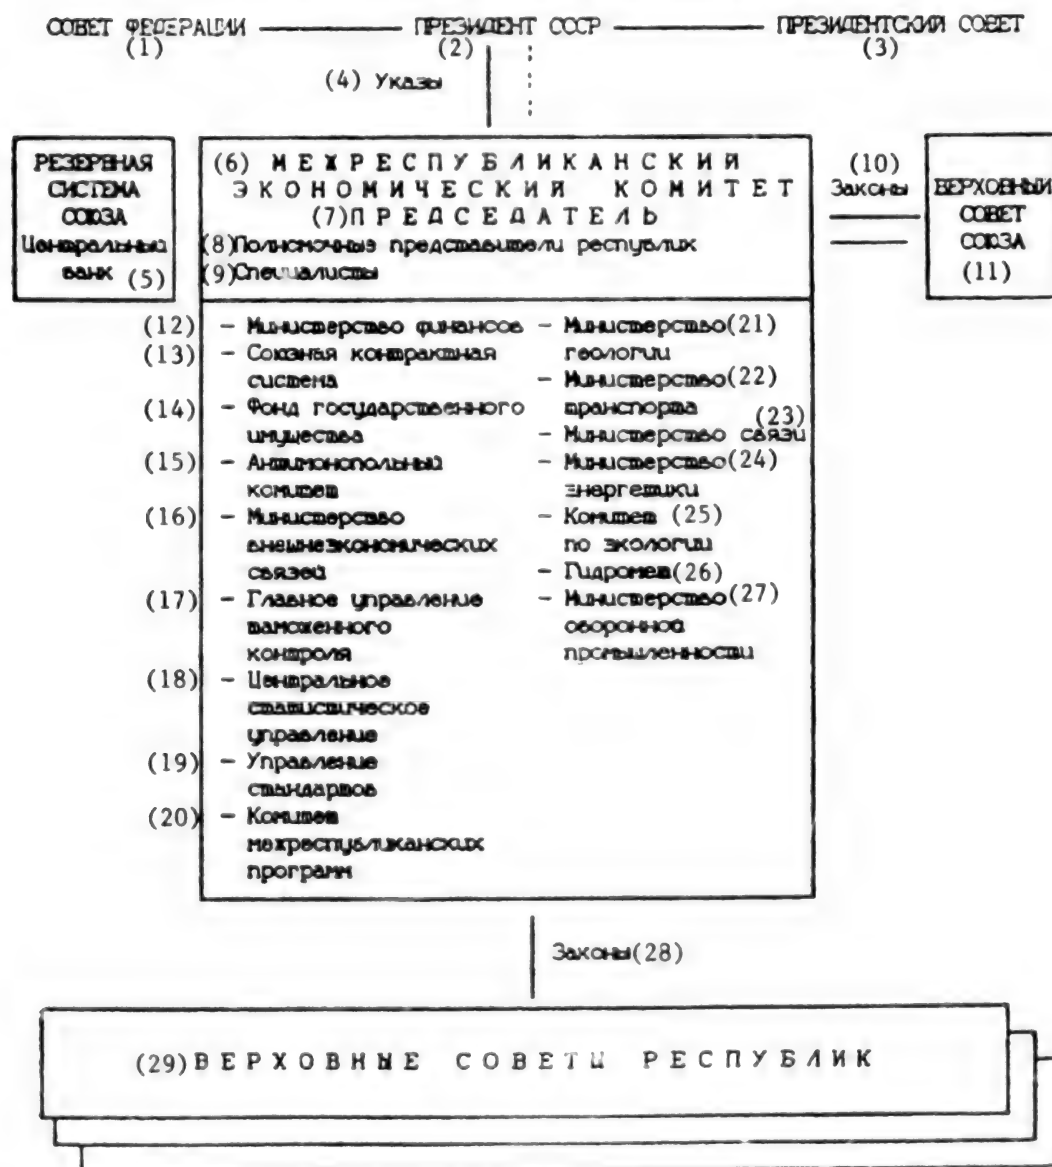 СОВЕТ ФЕДЕРАЦИИ ПРЕЗИДЕНТ СССР ПРЕЗИДЕНТСКИЙ СОВЕТ
(1) (2) (3)
(4) Указы
РЕЗЕРВНАЯ
СИСТЕМА
СОЮЗА
Центральный
банк (5)
(6) МЕЖРЕСПУБЛИКАНСКИЙ
ЭКОНОМИЧЕСКИЙ КОМИТЕТ
(7) ПРЕДСЕДАТЕЛЬ
(8) Полномочные представители республик
(9) Специалисты
(10)
Законы
ВЕРХОВНЫЙ
СОВЕТ
СОЮЗА
(11)
(12) - Министерство финансов
(13) - Союзная контрактная
система
(14) - Фонд государственного
имущества
(15) - Антимонопольный
комитет
(16) - Министерство
внешнеэкономических
связей
(17) - Главное управление
таможенного
контроля
(18) - Центральное
статистическое
управление
(19) - Управление
стандартов
(20) - Комитет
межреспубликанских
программ
- Министерство (21)
геологии
- Министерство (22)
транспорта
(23)
- Министерство связи
- Министерство (24)
энергетики
- Комитет (25)
по экологии
- Гидромет (26)
- Министерство (27)
оборонной
промышленности
Законы (28)
(29) ВЕРХОВНЫЕ СОВЕТЫ РЕСПУБЛИК